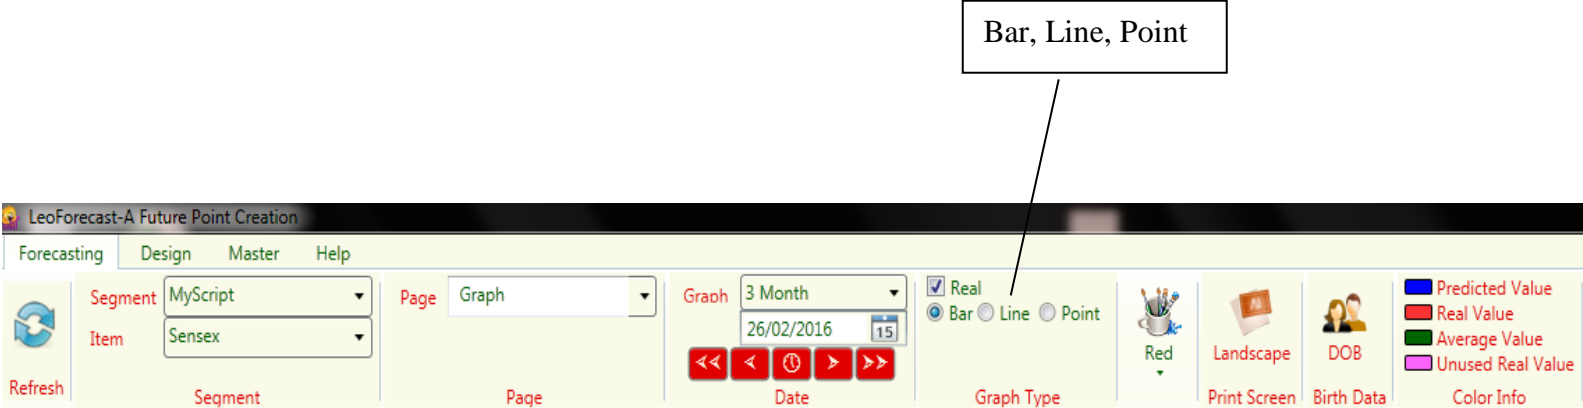 Bar, Line, Point
LeoForecast-A Future Point Creation
Forecasting Design Master Help
Segment MyScript
Item Sensex
Segment
Refresh
Page Graph
Page
Graph 3 Month
26/02/2016 15
Date
Real
Bar Line Point
Graph Type
Red
Landscape
Print Screen
DOB
Birth Data
Predicted Value
Real Value
Average Value
Unused Real Value
Color Info